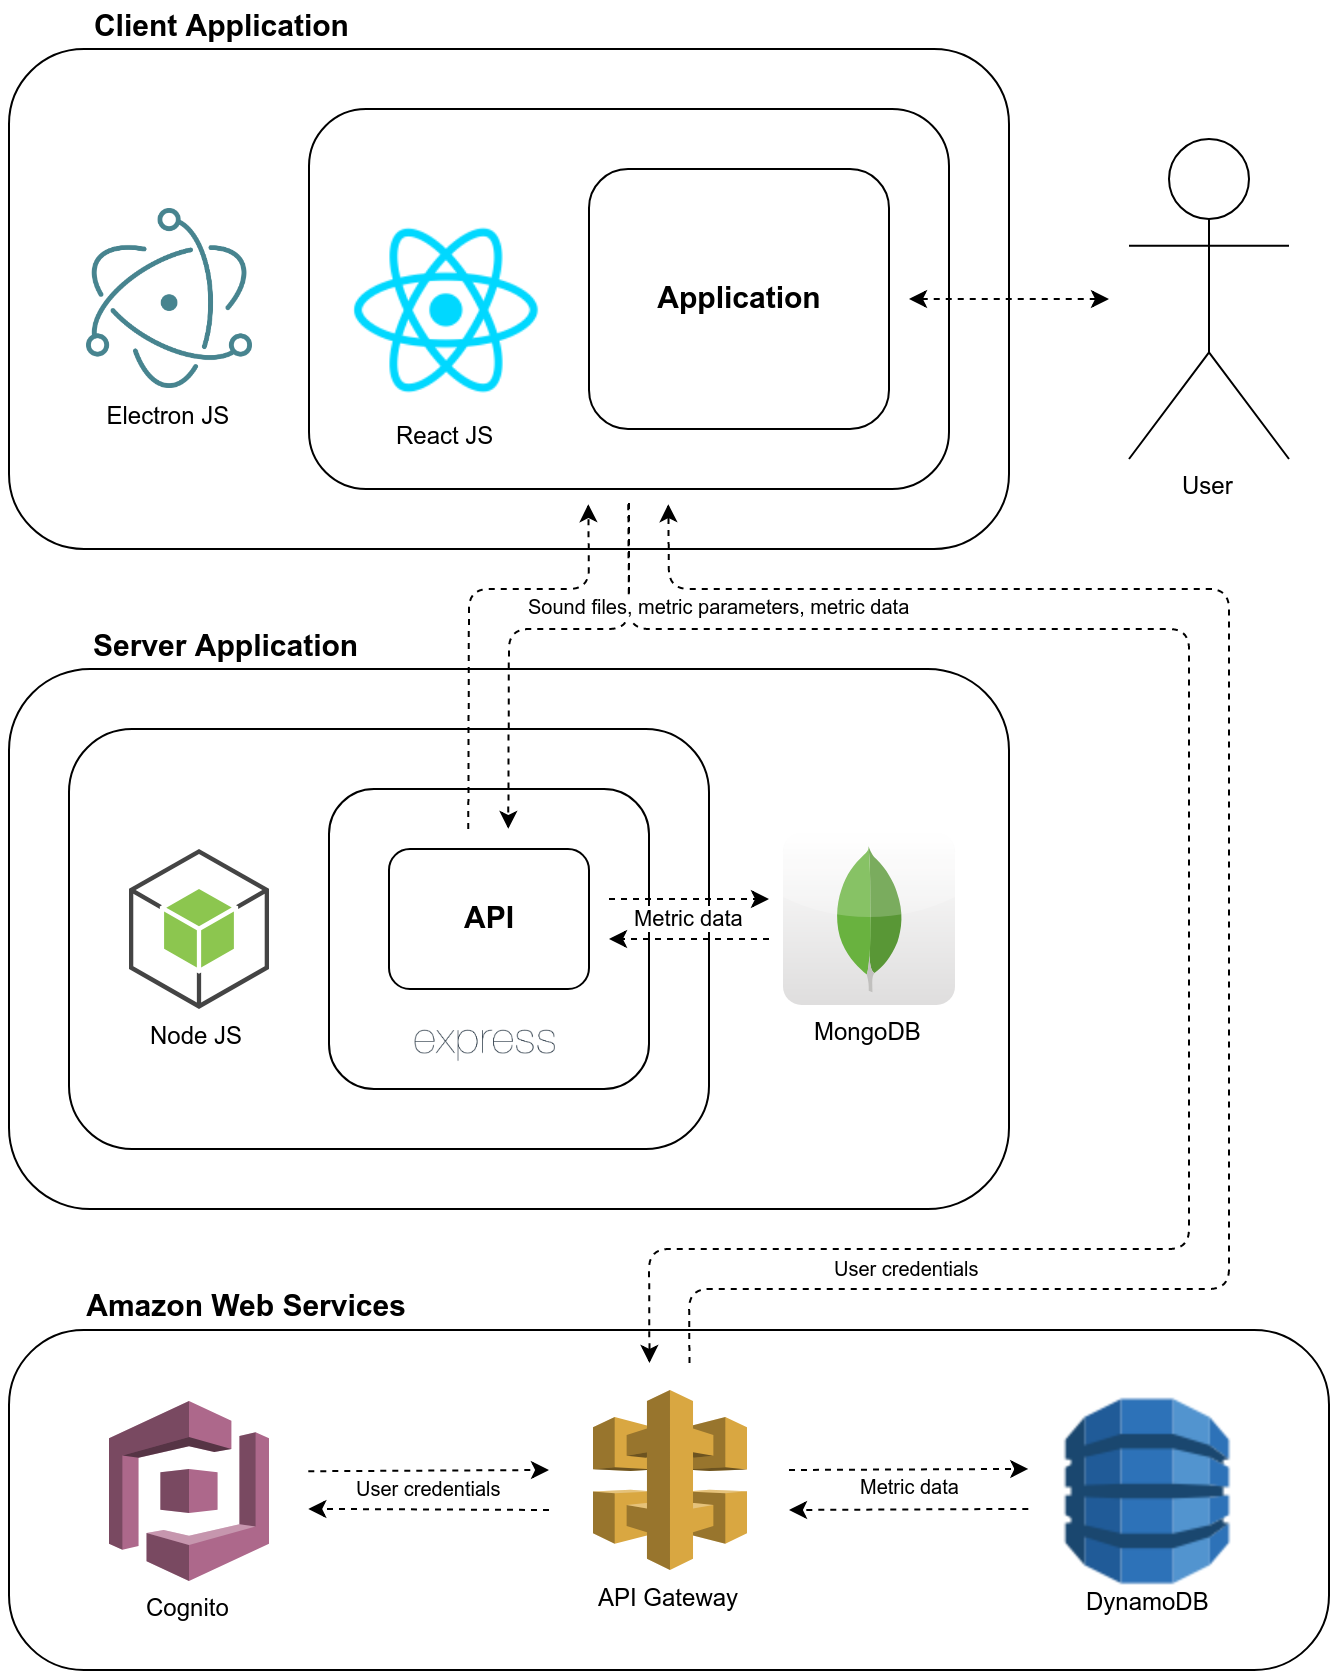 Client Application
Application
Electron JS
React JS
User
Sound files, metric parameters, metric data
Server Application
API
Metric data
express
Node JS
MongoDB
User credentials
Amazon Web Services
User credentials
Metric data
Cognito
API Gateway
DynamoDB